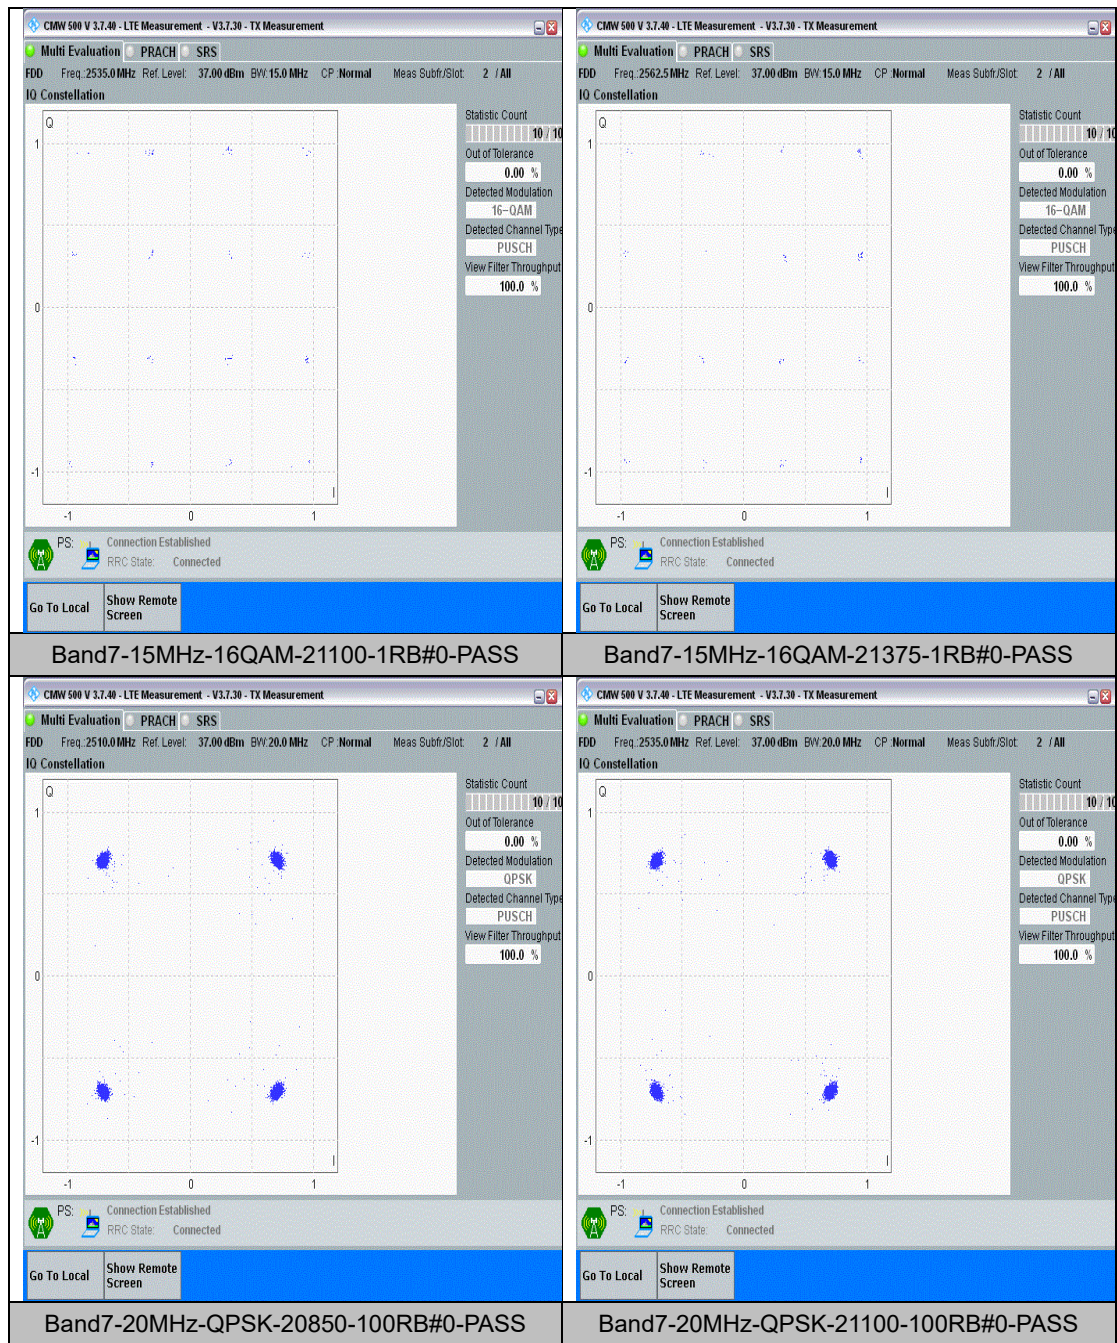 CMW 500 V 3.7.40 - LTE Measurement - V3.7.30 - TX Measurement
Multi Evaluation PRACH SRS
FDD Freq.:2535.0 MHz Ref. Level: 37.00 dBm BW:15.0 MHz CP :Normal Meas Subfr./Slot: 2 / All
IQ Constellation
Q
Statistic Count
10 / 10
Out of Tolerance
0.00 %
Detected Modulation
16-QAM
Detected Channel Type
PUSCH
View Filter Throughput
100.0 %
1
0
-1
I
-1 0 1
PS: Connection Established
RRC State: Connected
Go To Local Show Remote
Screen
Band7-15MHz-16QAM-21100-1RB#0-PASS
CMW 500 V 3.7.40 - LTE Measurement - V3.7.30 - TX Measurement
Multi Evaluation PRACH SRS
FDD Freq.:2562.5 MHz Ref. Level: 37.00 dBm BW:15.0 MHz CP :Normal Meas Subfr./Slot: 2 / All
IQ Constellation
Q
Statistic Count
10 / 10
Out of Tolerance
0.00 %
Detected Modulation
16-QAM
Detected Channel Type
PUSCH
View Filter Throughput
100.0 %
1
0
-1
I
-1 0 1
PS: Connection Established
RRC State: Connected
Go To Local Show Remote
Screen
Band7-15MHz-16QAM-21375-1RB#0-PASS
CMW 500 V 3.7.40 - LTE Measurement - V3.7.30 - TX Measurement
Multi Evaluation PRACH SRS
FDD Freq.:2510.0 MHz Ref. Level: 37.00 dBm BW:20.0 MHz CP :Normal Meas Subfr./Slot: 2 / All
IQ Constellation
Q
Statistic Count
10 / 10
Out of Tolerance
0.00 %
Detected Modulation
QPSK
Detected Channel Type
PUSCH
View Filter Throughput
100.0 %
1
0
-1
I
-1 0 1
PS: Connection Established
RRC State: Connected
Go To Local Show Remote
Screen
Band7-20MHz-QPSK-20850-100RB#0-PASS
CMW 500 V 3.7.40 - LTE Measurement - V3.7.30 - TX Measurement
Multi Evaluation PRACH SRS
FDD Freq.:2535.0 MHz Ref. Level: 37.00 dBm BW:20.0 MHz CP :Normal Meas Subfr./Slot: 2 / All
IQ Constellation
Q
Statistic Count
10 / 10
Out of Tolerance
0.00 %
Detected Modulation
QPSK
Detected Channel Type
PUSCH
View Filter Throughput
100.0 %
1
0
-1
I
-1 0 1
PS: Connection Established
RRC State: Connected
Go To Local Show Remote
Screen
Band7-20MHz-QPSK-21100-100RB#0-PASS